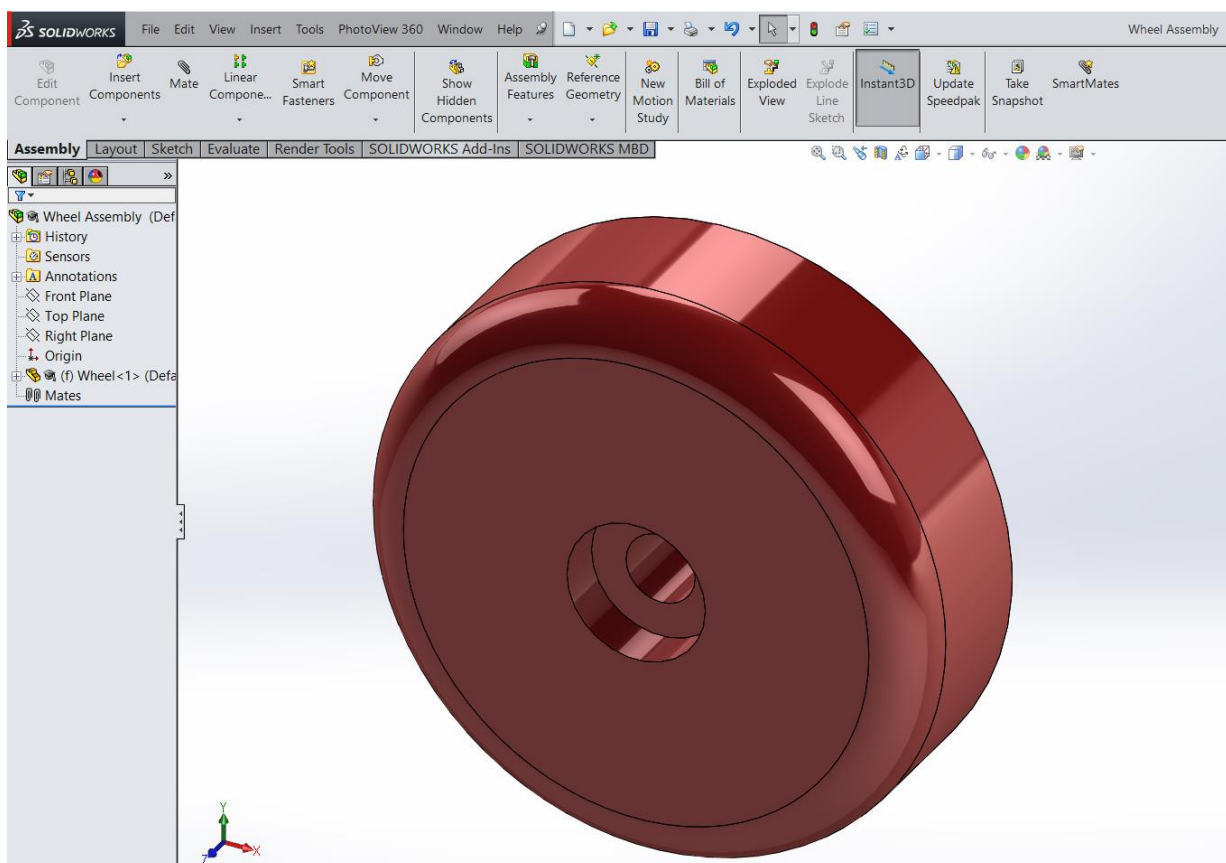 SOLIDWORKS File Edit View Insert Tools PhotoView 360 Window Help Wheel Assembly
Edit Component
Insert Components
Mate
Linear Compone...
Smart Fasteners
Move Component
Show Hidden Components
Assembly Features
Reference Geometry
New Motion Study
Bill of Materials
Exploded View
Explode Line Sketch
Instant3D
Update Speedpak
Take Snapshot
SmartMates
Assembly Layout Sketch Evaluate Render Tools SOLIDWORKS Add-Ins SOLIDWORKS MBD
»
Wheel Assembly (Def
History
Sensors
A Annotations
Front Plane
Top Plane
Right Plane
Origin
(f) Wheel<1> (Defa
Mates
Y
X
Z